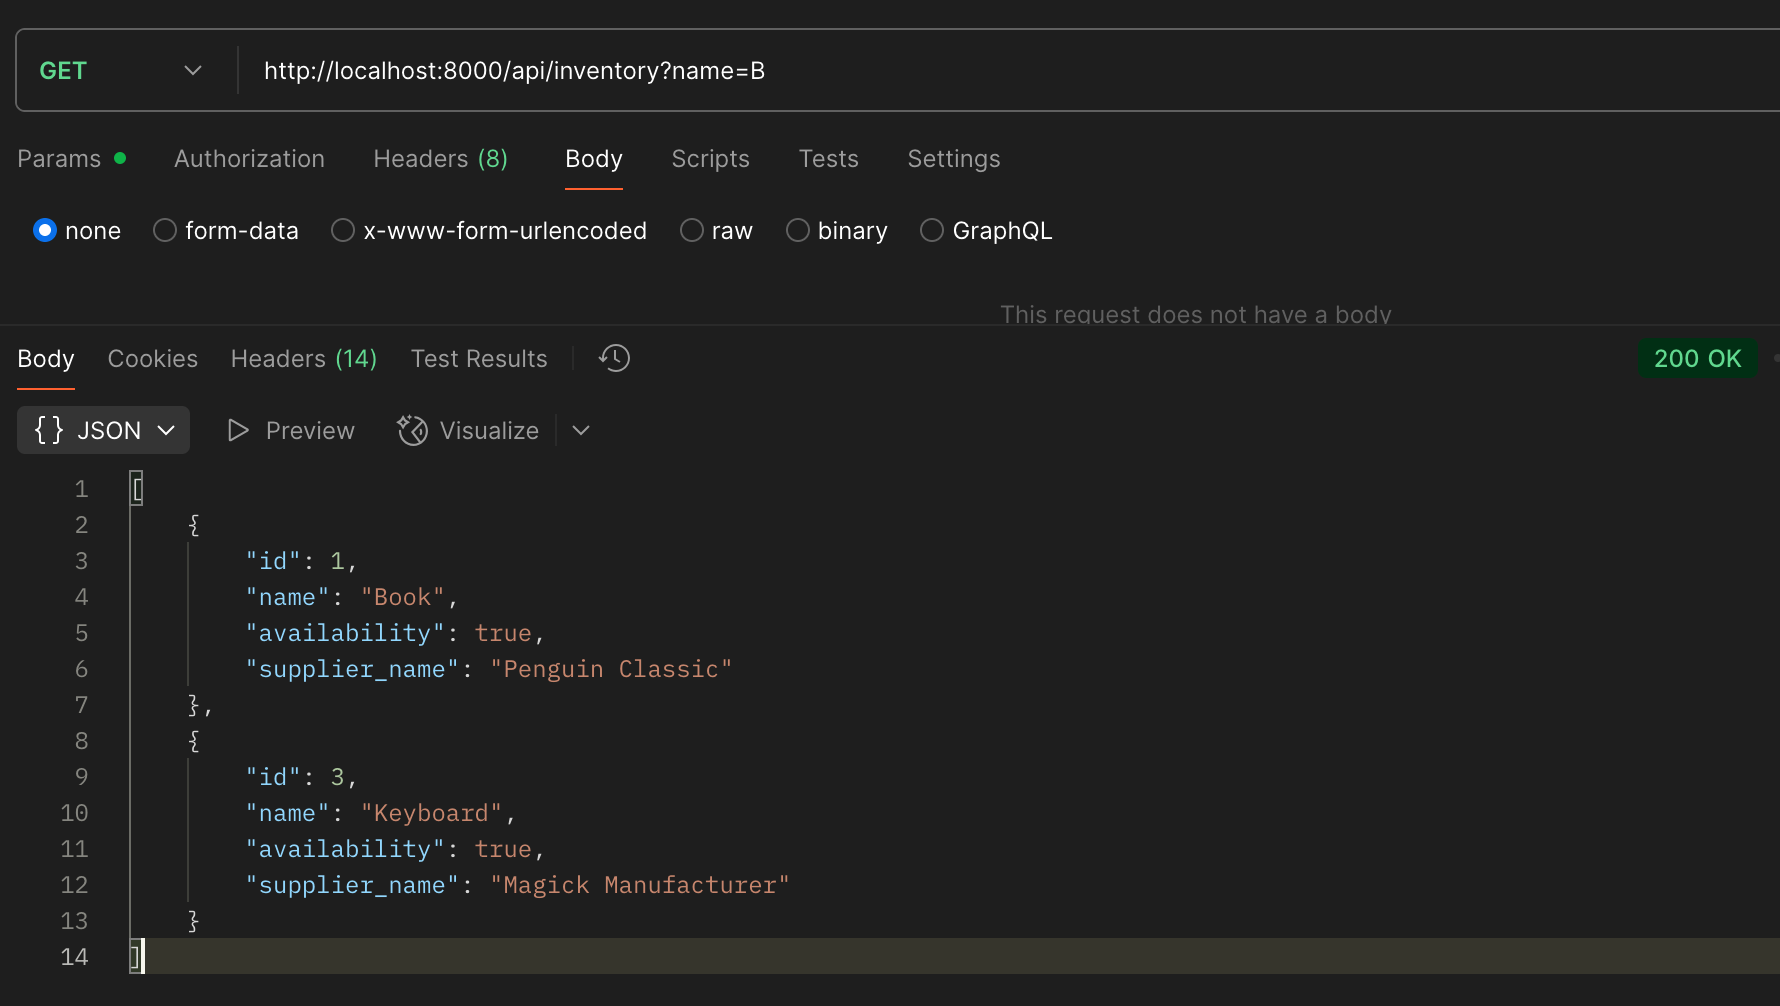 GET http://localhost:8000/api/inventory?name=B
Params Authorization Headers (8) Body Scripts Tests Settings
none form-data x-www-form-urlencoded raw binary GraphQL
This request does not have a body
Body Cookies Headers (14) Test Results 200 OK
{} JSON Preview Visualize
1 [
2 {
3 "id": 1,
4 "name": "Book",
5 "availability": true,
6 "supplier_name": "Penguin Classic"
7 },
8 {
9 "id": 3,
10 "name": "Keyboard",
11 "availability": true,
12 "supplier_name": "Magick Manufacturer"
13 }
14 ]